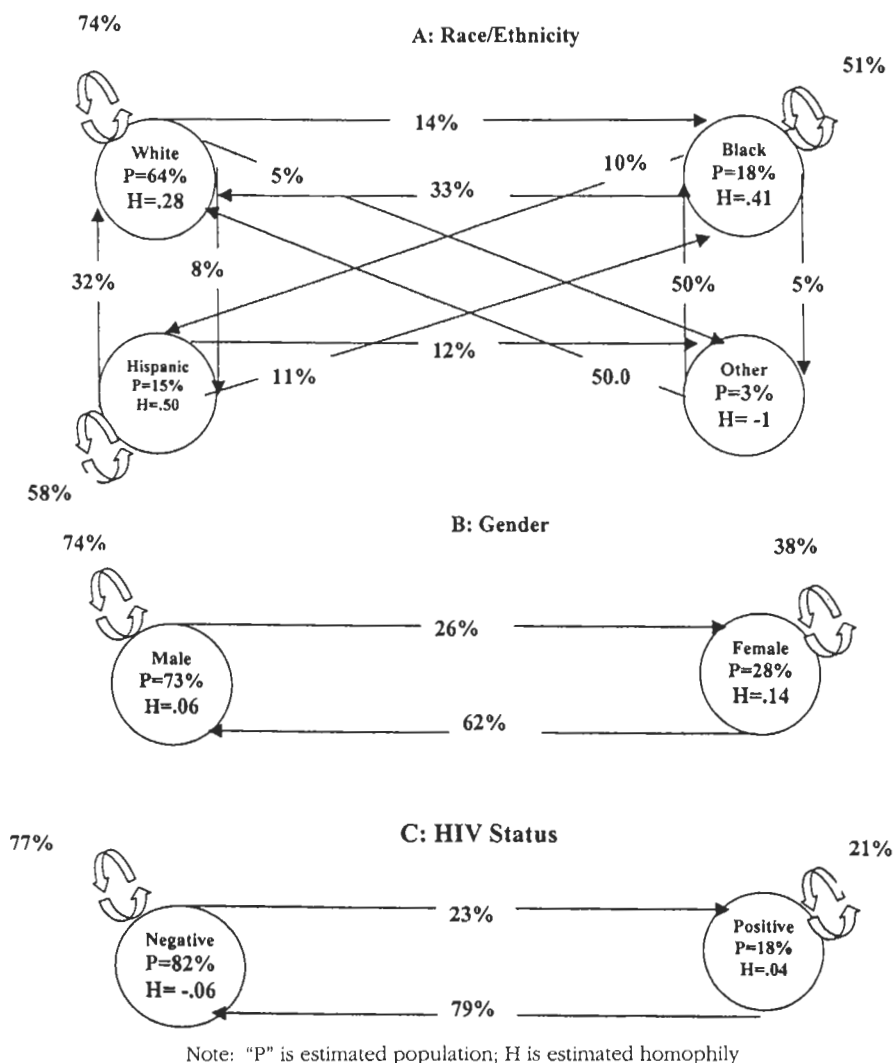 74%
A: Race/Ethnicity
51%
14%
White
P=64%
H=.28
Black
P=18%
H=.41
5%
10%
33%
32%
8%
50%
5%
Hispanic
P=15%
H=.50
12%
11%
50.0
Other
P=3%
H= -1
58%
B: Gender
74%
38%
26%
Male
P=73%
H=.06
Female
P=28%
H=.14
62%
C: HIV Status
77%
21%
23%
Negative
P=82%
H= -.06
Positive
P=18%
H=.04
79%
Note: "P" is estimated population; H is estimated homophily